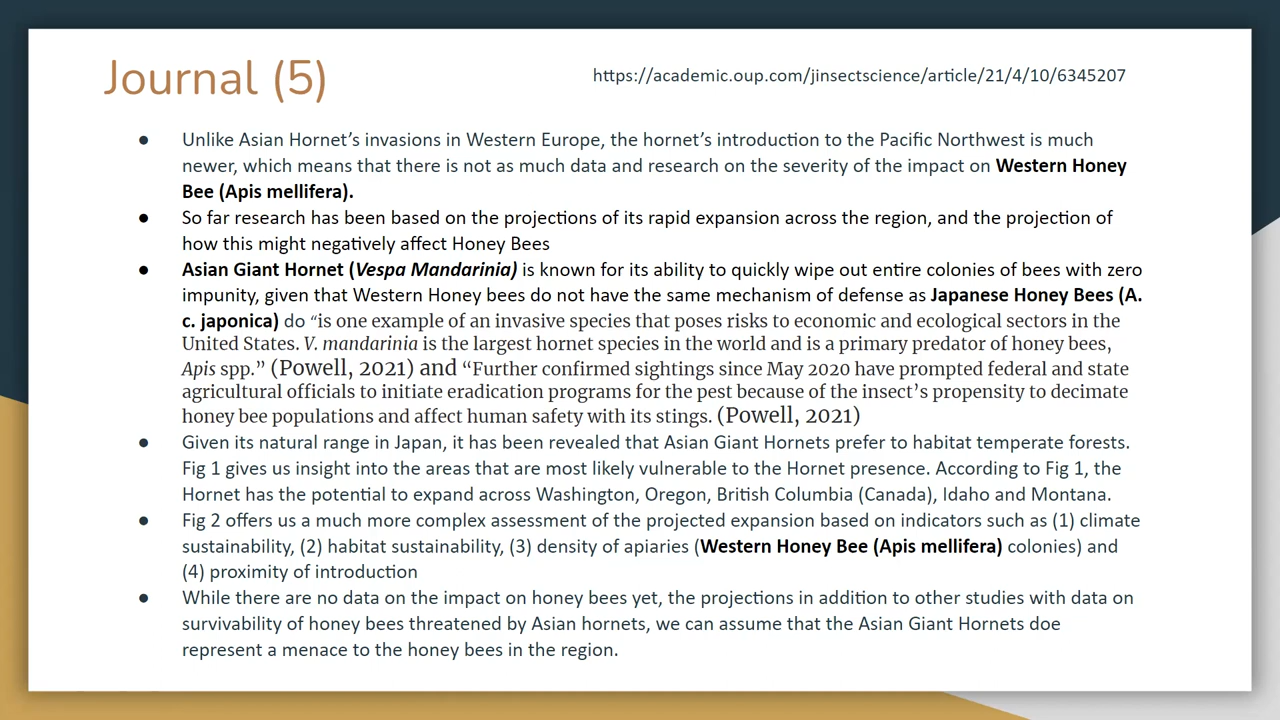 Journal (5)
https://academic.oup.com/jinsectscience/article/21/4/10/6345207
● Unlike Asian Hornet's invasions in Western Europe, the hornet's introduction to the Pacific Northwest is much
newer, which means that there is not as much data and research on the severity of the impact on Western Honey
Bee (Apis mellifera).
● So far research has been based on the projections of its rapid expansion across the region, and the projection of
how this might negatively affect Honey Bees
● Asian Giant Hornet (Vespa Mandarinia) is known for its ability to quickly wipe out entire colonies of bees with zero
impunity, given that Western Honey bees do not have the same mechanism of defense as Japanese Honey Bees (A.
c. japonica) do “is one example of an invasive species that poses risks to economic and ecological sectors in the
United States. V. mandarinia is the largest hornet species in the world and is a primary predator of honey bees,
Apis spp.” (Powell, 2021) and “Further confirmed sightings since May 2020 have prompted federal and state
agricultural officials to initiate eradication programs for the pest because of the insect’s propensity to decimate
honey bee populations and affect human safety with its stings. (Powell, 2021)
● Given its natural range in Japan, it has been revealed that Asian Giant Hornets prefer to habitat temperate forests.
Fig 1 gives us insight into the areas that are most likely vulnerable to the Hornet presence. According to Fig 1, the
Hornet has the potential to expand across Washington, Oregon, British Columbia (Canada), Idaho and Montana.
● Fig 2 offers us a much more complex assessment of the projected expansion based on indicators such as (1) climate
sustainability, (2) habitat sustainability, (3) density of apiaries (Western Honey Bee (Apis mellifera) colonies) and
(4) proximity of introduction
● While there are no data on the impact on honey bees yet, the projections in addition to other studies with data on
survivability of honey bees threatened by Asian hornets, we can assume that the Asian Giant Hornets doe
represent a menace to the honey bees in the region.